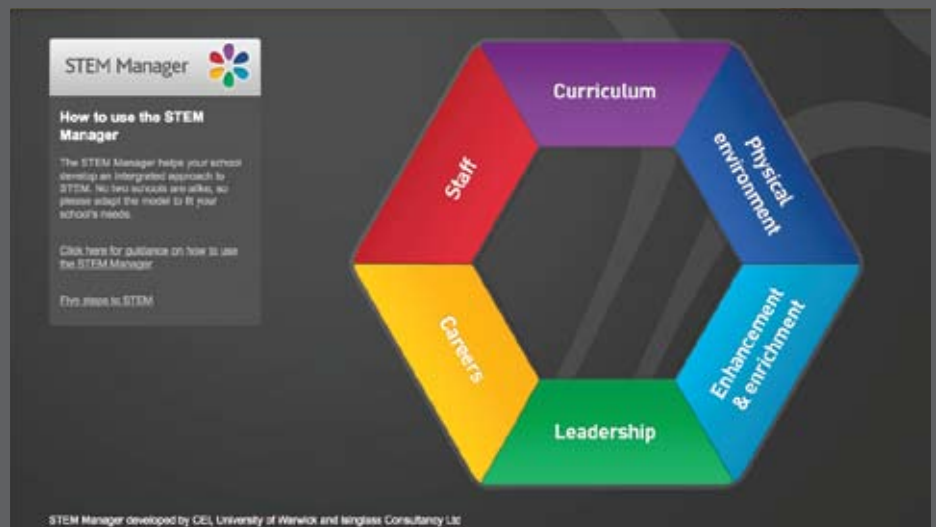 STEM Manager
How to use the STEM
Manager
The STEM Manager helps your school
develop an intergrated approach to
STEM. No two schools are alike, so
please adapt the model to fit your
school's needs.
Click here for guidance on how to use
the STEM Manager
Five steps to STEM
Curriculum
Physical
environment
Enhancement
& enrichment
Leadership
Careers
Staff
STEM Manager developed by CEI, University of Warwick and Isinglass Consultancy Ltd